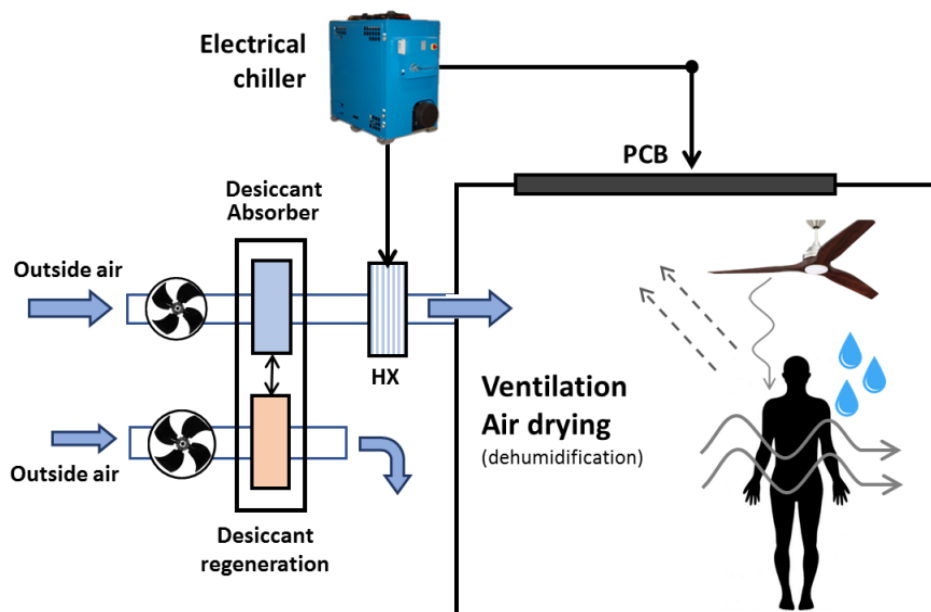 Electrical
chiller
PCB
Desiccant
Absorber
Outside air
HX
Ventilation
Air drying
(dehumidification)
Outside air
Desiccant
regeneration